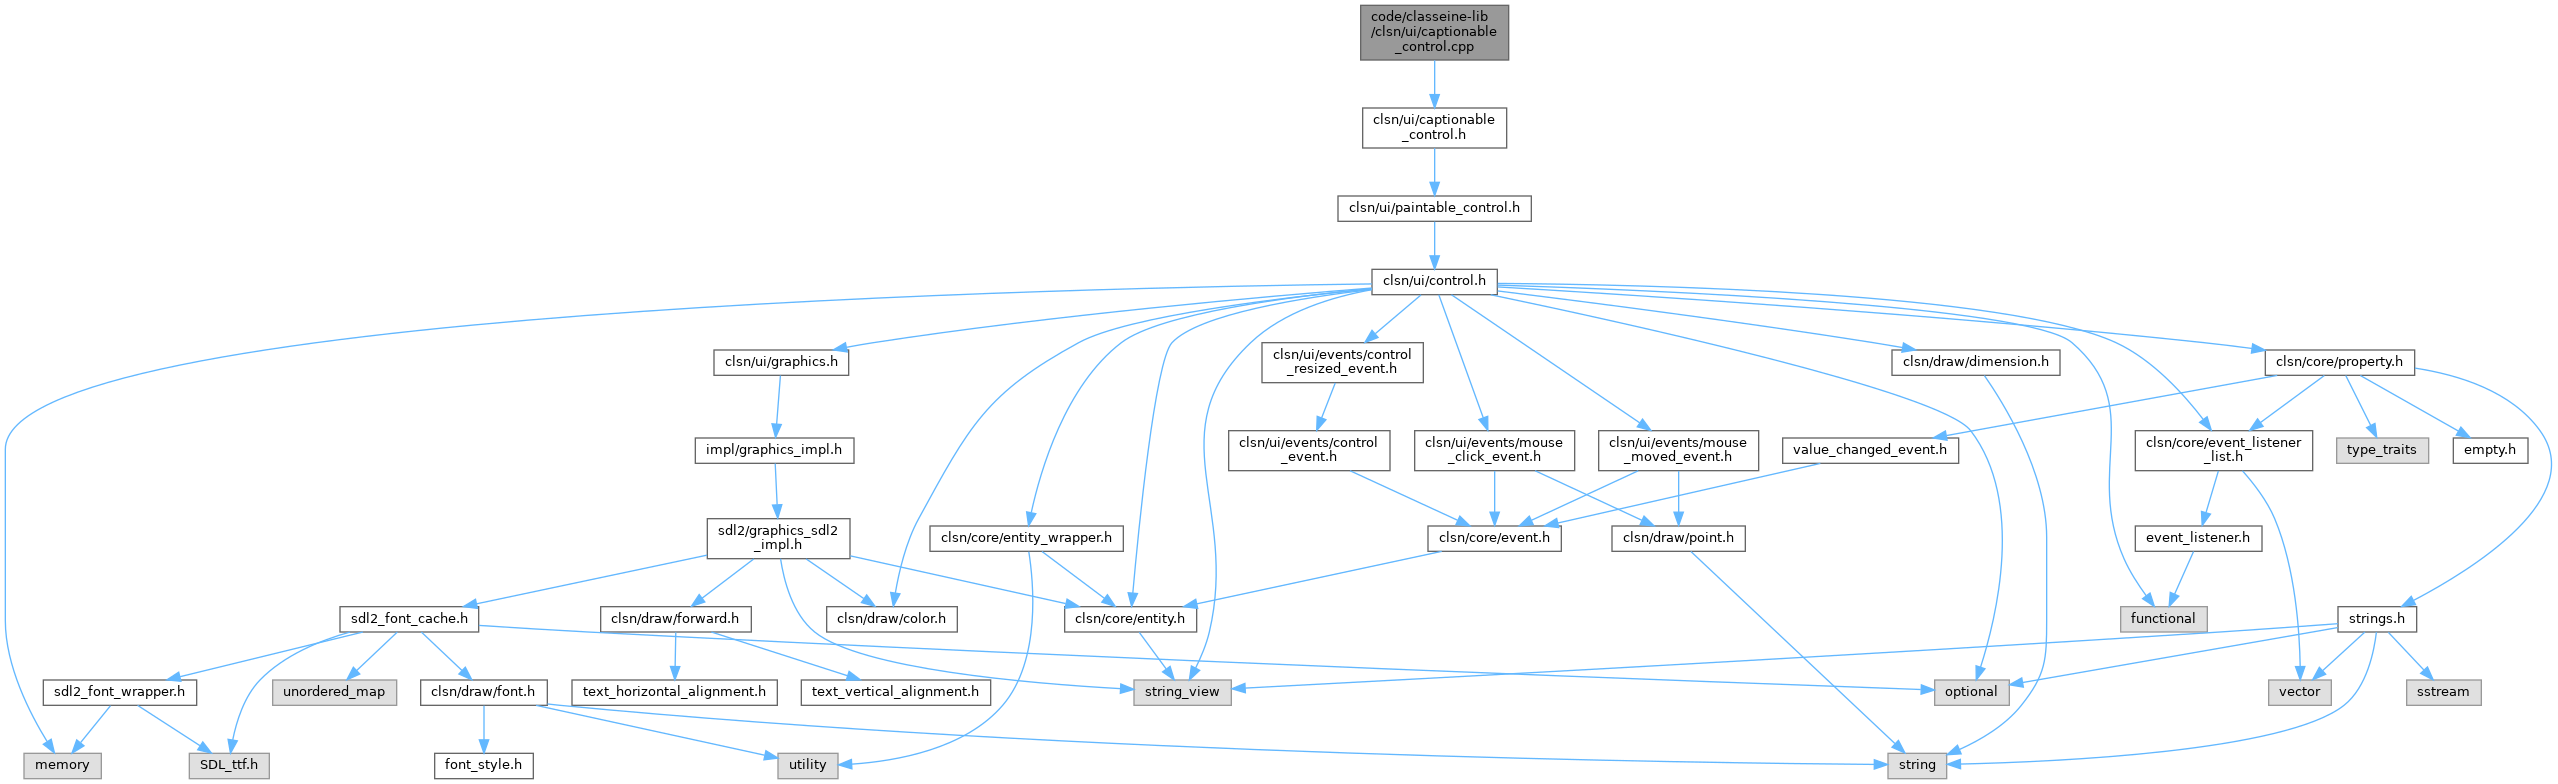 code/classeine-lib
/clsn/ui/captionable
_control.cpp
clsn/ui/captionable
_control.h
clsn/ui/paintable_control.h
clsn/ui/control.h
clsn/ui/graphics.h
clsn/ui/events/control
_resized_event.h
clsn/draw/dimension.h
clsn/core/property.h
impl/graphics_impl.h
clsn/ui/events/control
_event.h
clsn/ui/events/mouse
_click_event.h
clsn/ui/events/mouse
_moved_event.h
value_changed_event.h
clsn/core/event_listener
_list.h
type_traits
empty.h
sdl2/graphics_sdl2
_impl.h
clsn/core/entity_wrapper.h
clsn/core/event.h
clsn/draw/point.h
event_listener.h
sdl2_font_cache.h
clsn/draw/forward.h
clsn/draw/color.h
clsn/core/entity.h
functional
strings.h
sdl2_font_wrapper.h
unordered_map
clsn/draw/font.h
text_horizontal_alignment.h
text_vertical_alignment.h
string_view
optional
vector
sstream
memory
SDL_ttf.h
font_style.h
utility
string